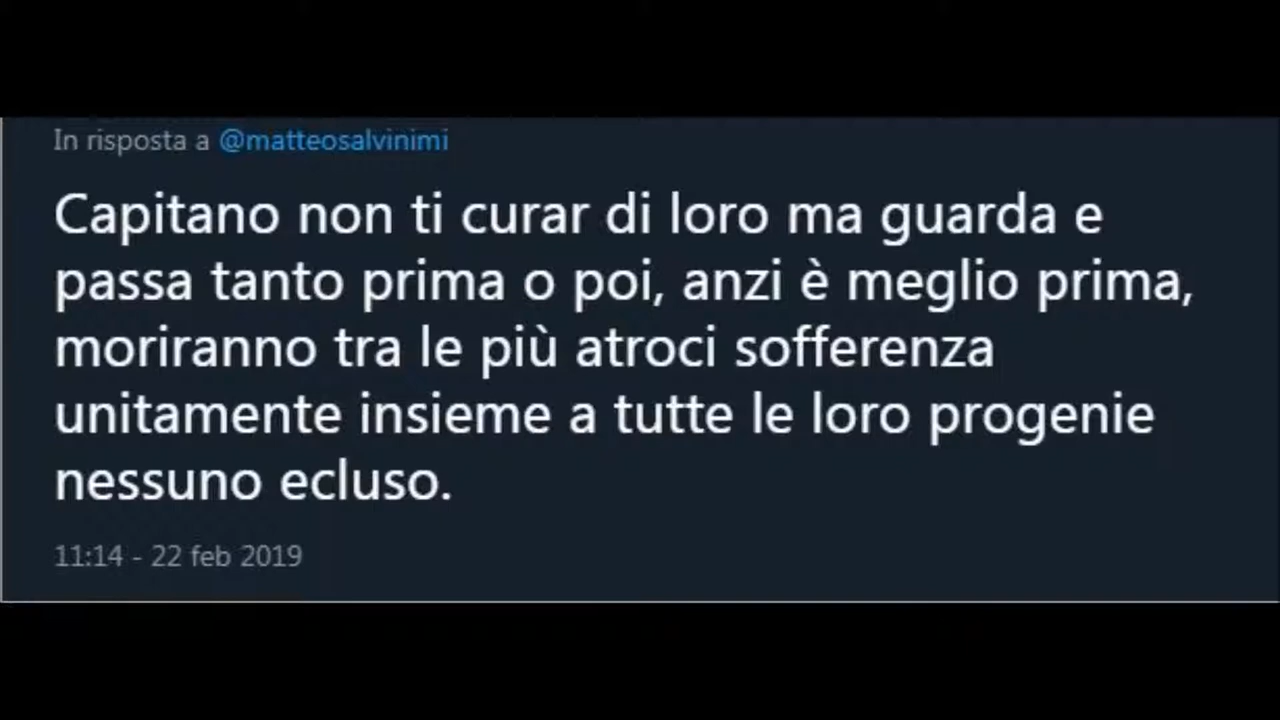 In risposta a @matteosalvinimi
Capitano non ti curar di loro ma guarda e
passa tanto prima o poi, anzi è meglio prima,
moriranno tra le più atroci sofferenza
unitamente insieme a tutte le loro progenie
nessuno ecluso.
11:14 - 22 feb 2019